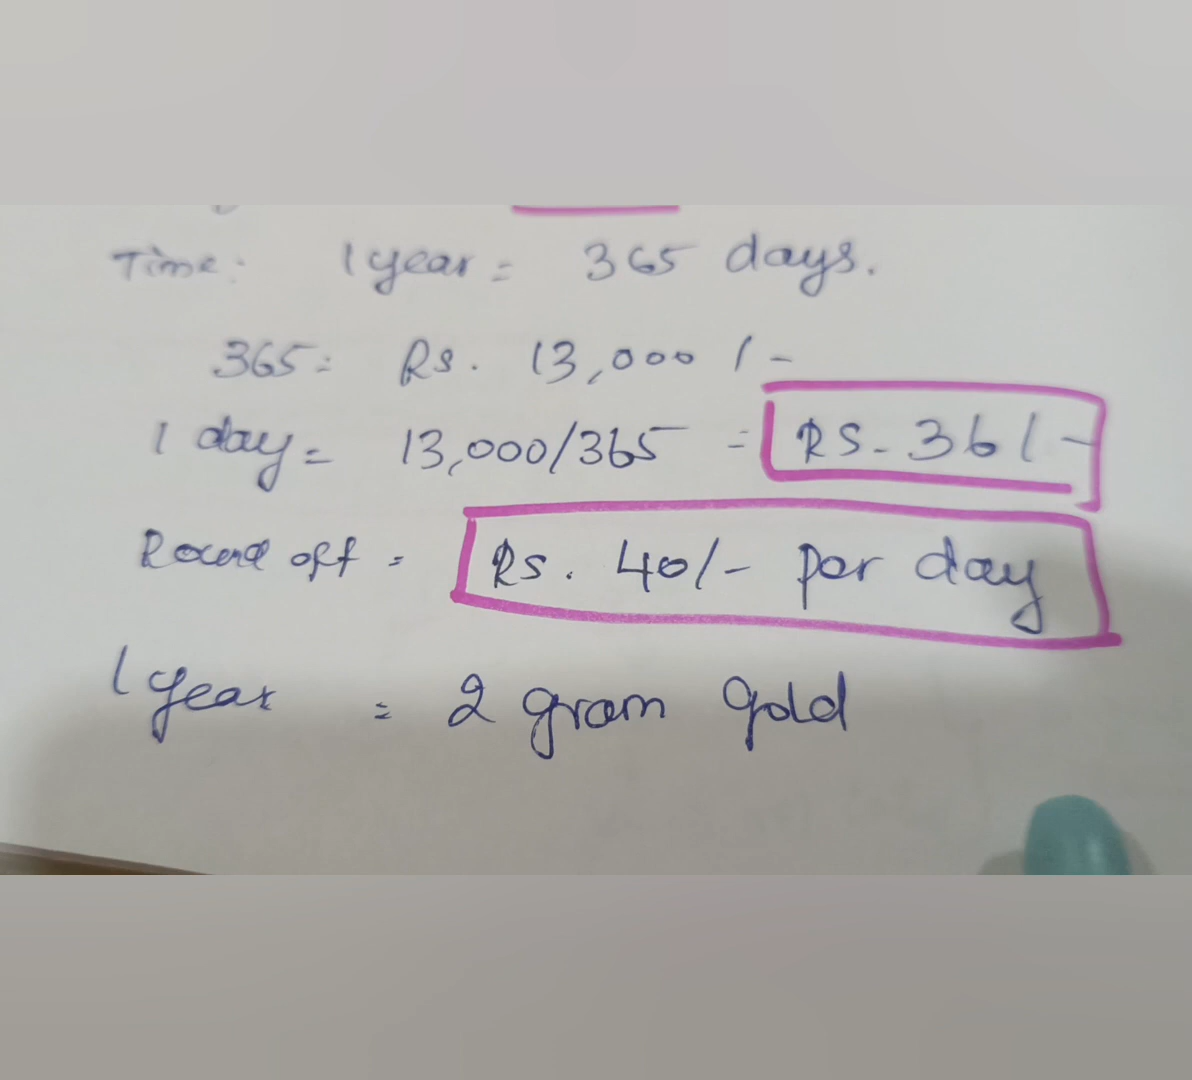 Time: 1 year = 365 days.
365= Rs. 13,000/-
1 day = 13,000/365 = RS. 36/-
Round off = Rs. 40/- per day
1 year = 2 gram gold